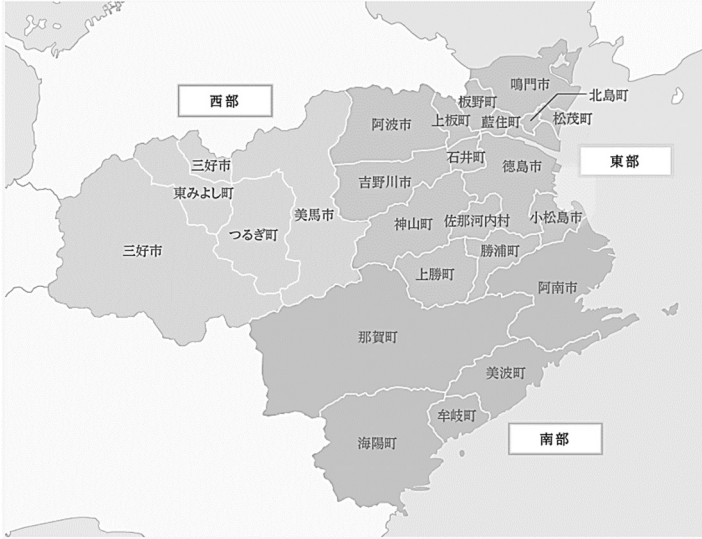 鳴門市
北島町
板野町
西部
上板町
藍住町
松茂町
阿波市
石井町
東部
三好市
徳島市
吉野川市
東みよし町
美馬市
小松島市
神山町
佐那河内村
つるぎ町
三好市
勝浦町
上勝町
阿南市
那賀町
美波町
牟岐町
南部
海陽町